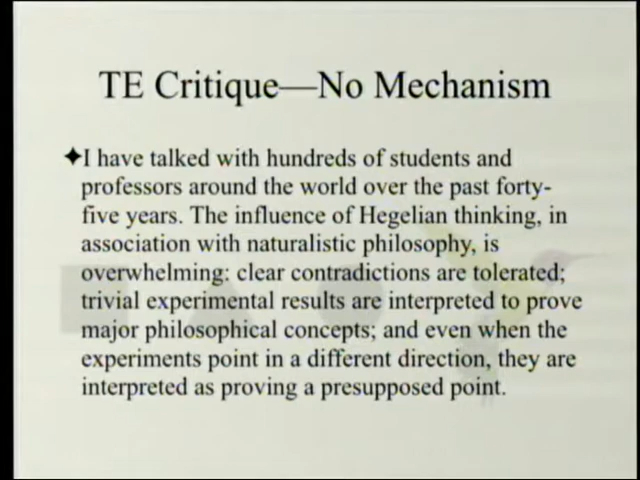 TE Critique—No Mechanism
✦I have talked with hundreds of students and
professors around the world over the past forty-
five years. The influence of Hegelian thinking, in
association with naturalistic philosophy, is
overwhelming: clear contradictions are tolerated;
trivial experimental results are interpreted to prove
major philosophical concepts; and even when the
experiments point in a different direction, they are
interpreted as proving a presupposed point.